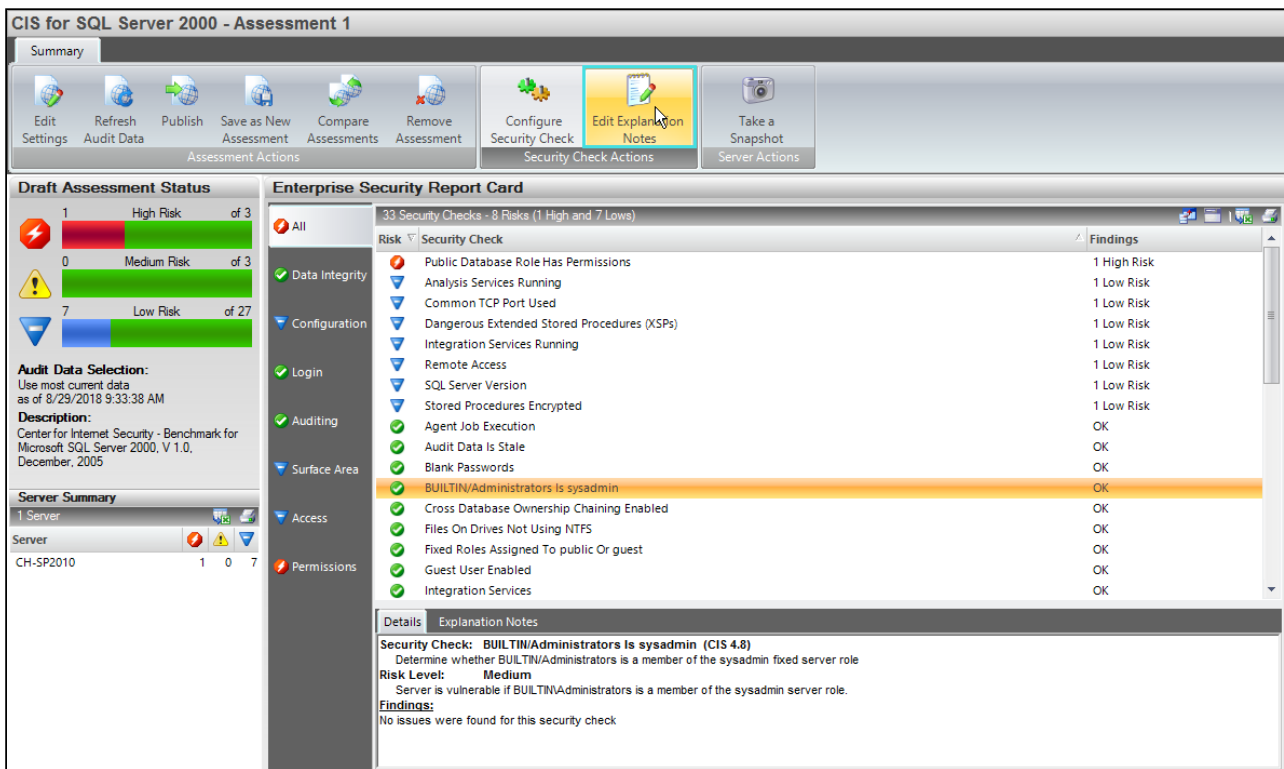 CIS for SQL Server 2000 - Assessment 1
Summary
Edit Settings
Refresh Audit Data
Publish
Save as New Assessment
Compare Assessments
Remove Assessment
Assessment Actions
Configure Security Check
Edit Explanation Notes
Security Check Actions
Take a Snapshot
Server Actions
Draft Assessment Status
1 High Risk of 3
0 Medium Risk of 3
7 Low Risk of 27
Audit Data Selection:
Use most current data
as of 8/29/2018 9:33:38 AM
Description:
Center for Internet Security - Benchmark for
Microsoft SQL Server 2000, V 1.0,
December, 2005
Server Summary
1 Server
Server
CH-SP2010 1 0 7
Enterprise Security Report Card
All
Data Integrity
Configuration
Login
Auditing
Surface Area
Access
Permissions
33 Security Checks - 8 Risks (1 High and 7 Lows)
Risk Security Check Findings
Public Database Role Has Permissions 1 High Risk
Analysis Services Running 1 Low Risk
Common TCP Port Used 1 Low Risk
Dangerous Extended Stored Procedures (XSPs) 1 Low Risk
Integration Services Running 1 Low Risk
Remote Access 1 Low Risk
SQL Server Version 1 Low Risk
Stored Procedures Encrypted 1 Low Risk
Agent Job Execution OK
Audit Data Is Stale OK
Blank Passwords OK
BUILTIN/Administrators Is sysadmin OK
Cross Database Ownership Chaining Enabled OK
Files On Drives Not Using NTFS OK
Fixed Roles Assigned To public Or guest OK
Guest User Enabled OK
Integration Services OK
Details Explanation Notes
Security Check: BUILTIN/Administrators Is sysadmin (CIS 4.8)
Determine whether BUILTIN/Administrators is a member of the sysadmin fixed server role
Risk Level: Medium
Server is vulnerable if BUILTIN\Administrators is a member of the sysadmin server role.
Findings:
No issues were found for this security check